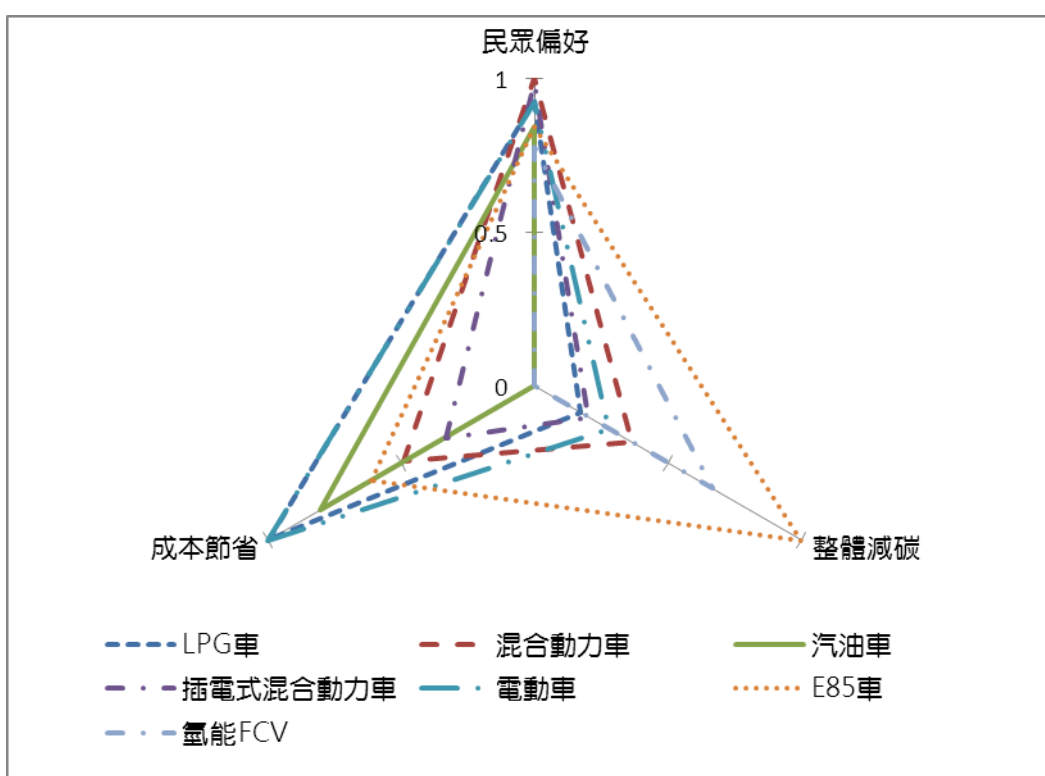 民眾偏好
1
0.5
0
成本節省
整體減碳
LPG車
混合動力車
汽油車
插電式混合動力車
電動車
E85車
氫能FCV